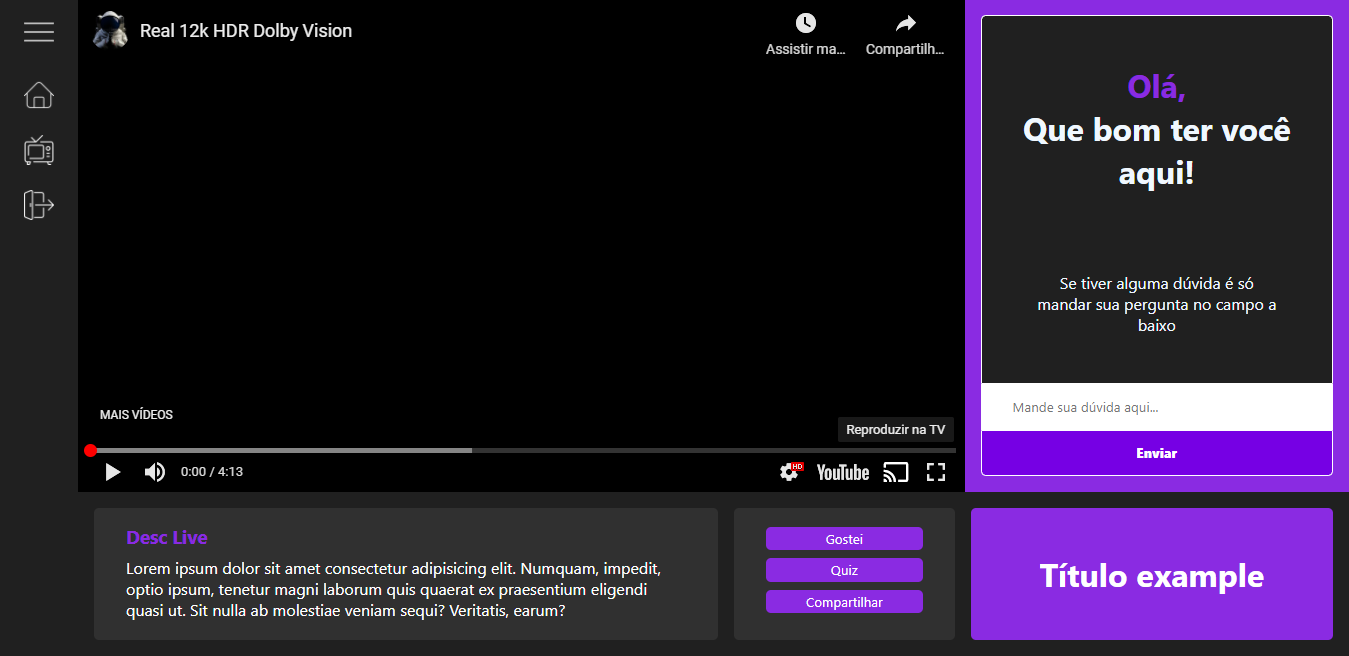 Real 12k HDR Dolby Vision
Assistir ma...
Compartilh...
MAIS VÍDEOS
Reproduzir na TV
0:00 / 4:13
HD
YouTube
Olá,
Que bom ter você
aqui!
Se tiver alguma dúvida é só
mandar sua pergunta no campo a
baixo
Mande sua dúvida aqui...
Enviar
Desc Live
Lorem ipsum dolor sit amet consectetur adipisicing elit. Numquam, impedit,
optio ipsum, tenetur magni laborum quis quaerat ex praesentium eligendi
quasi ut. Sit nulla ab molestiae veniam sequi? Veritatis, earum?
Gostei
Quiz
Compartilhar
Título example